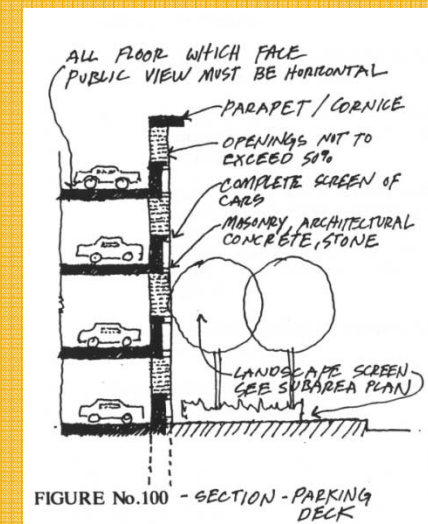 ALL FLOOR WHICH FACE
PUBLIC VIEW MUST BE HORIZONTAL
PARAPET / CORNICE
OPENINGS NOT TO
EXCEED 50%
COMPLETE SCREEN OF
CARS
MASONRY, ARCHITECTURAL
CONCRETE, STONE
LANDSCAPE SCREEN
SEE SUBAREA PLAN
FIGURE No.100 - SECTION - PARKING
DECK